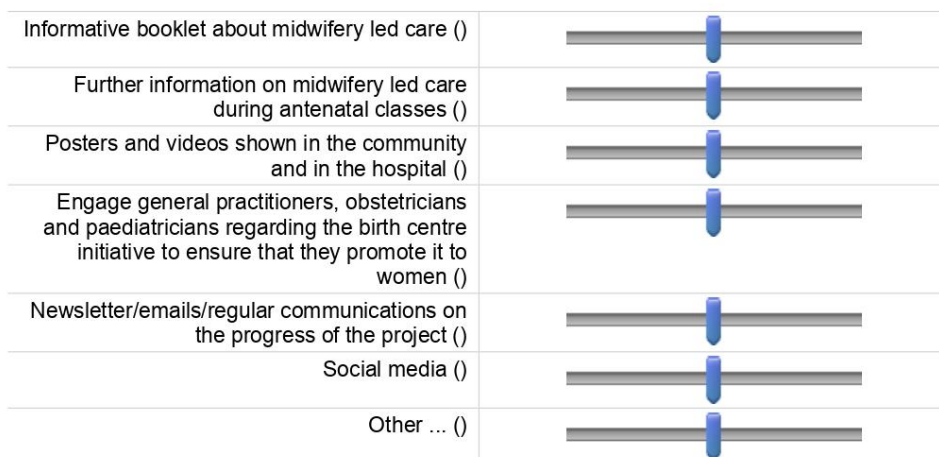 Informative booklet about midwifery led care ()
Further information on midwifery led care
during antenatal classes ()
Posters and videos shown in the community
and in the hospital ()
Engage general practitioners, obstetricians
and paediatricians regarding the birth centre
initiative to ensure that they promote it to
women ()
Newsletter/emails/regular communications on
the progress of the project ()
Social media ()
Other ... ()